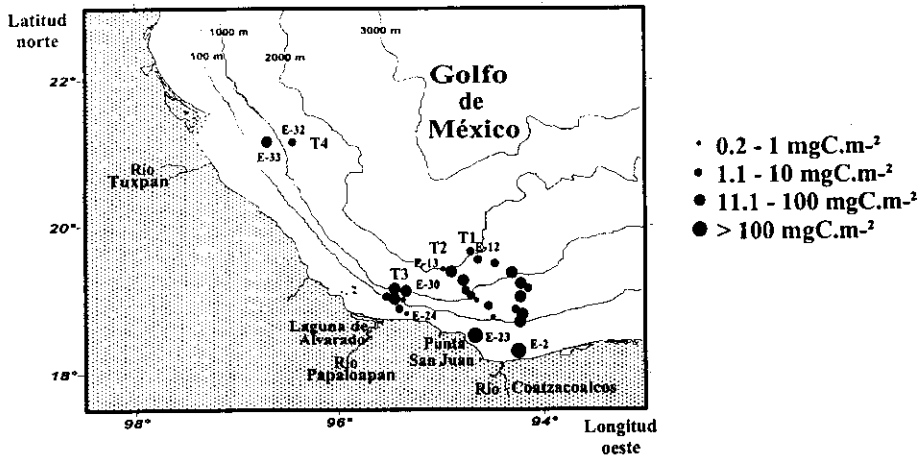 Latitud
norte
1000 m
3000 m
100 m
2000 m
22°
Golfo
de
México
E-32
T4
E-33
Río
Tuxpan
20°
T1
T2
E-12
E-13
T3
E-30
Laguna de
Alvarado
E-24
Punta
San Juan
E-23
E-2
Río
Papaloapan
18°
Río Coatzacoalcos
98°
96°
94°
Longitud
oeste
0.2 - 1 mgC.m-²
1.1 - 10 mgC.m-²
11.1 - 100 mgC.m-²
> 100 mgC.m-²